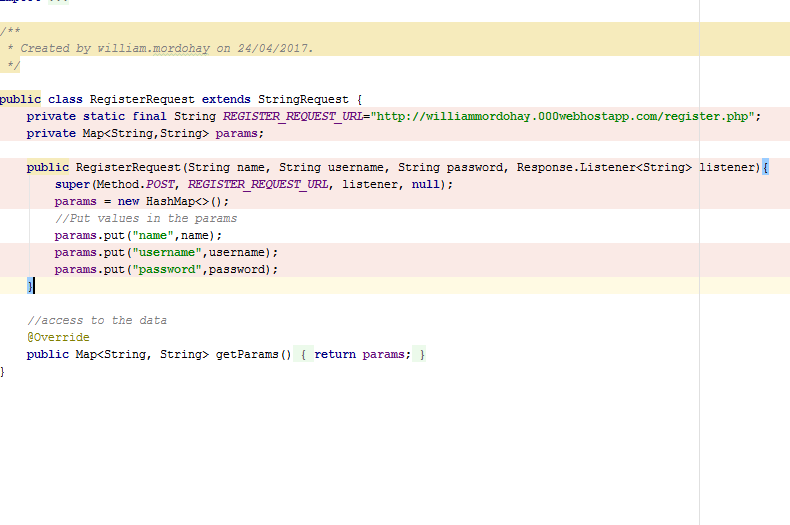 import ...
/**
* Created by william.mordohay on 24/04/2017.
*/
public class RegisterRequest extends StringRequest {
private static final String REGISTER_REQUEST_URL="http://williammordohay.000webhostapp.com/register.php";
private Map<String,String> params;
public RegisterRequest(String name, String username, String password, Response.Listener<String> listener){
super(Method.POST, REGISTER_REQUEST_URL, listener, null);
params = new HashMap<>();
//Put values in the params
params.put("name",name);
params.put("username",username);
params.put("password",password);
}
//access to the data
@Override
public Map<String, String> getParams() { return params; }
}